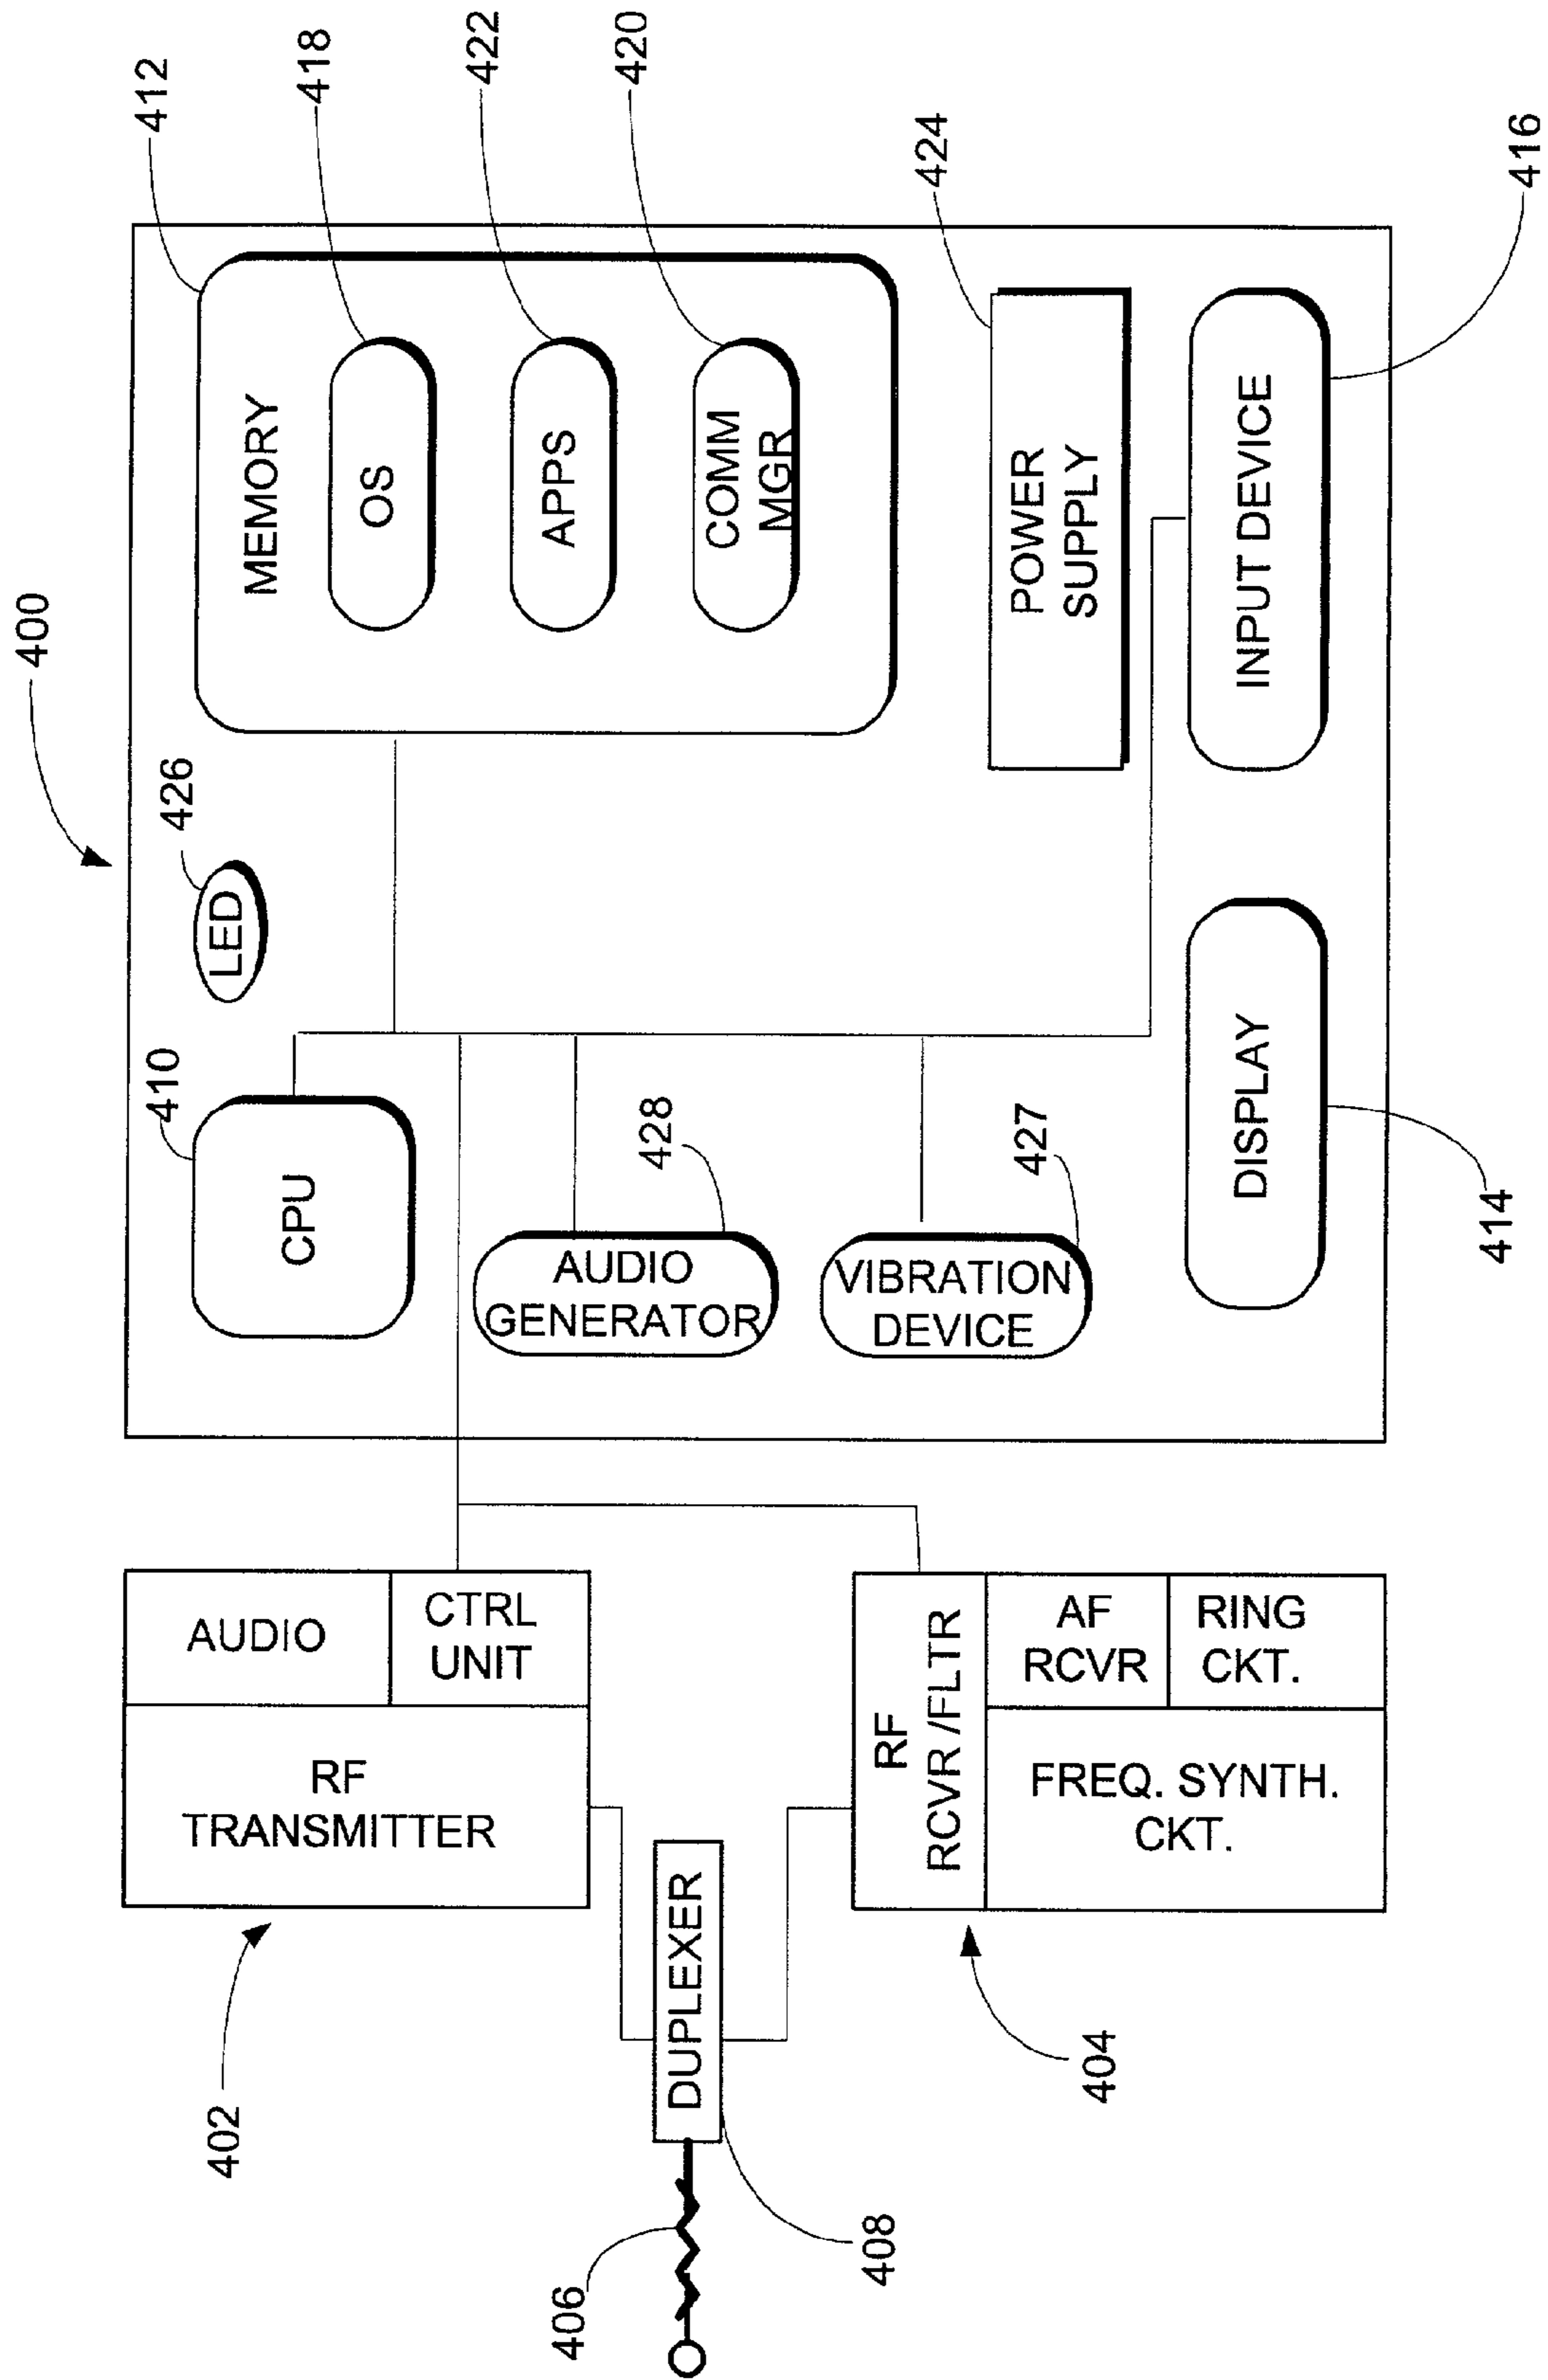 400
402
AUDIO
CTRL
UNIT
RF
TRANSMITTER
406
DUPLEXER
408
404
RF
RCVR /FLTR
AF
RCVR
RING
CKT.
FREQ. SYNTH.
CKT.
410
CPU
426
LED
412
MEMORY
418
OS
422
APPS
420
COMM
MGR
428
AUDIO
GENERATOR
427
VIBRATION
DEVICE
424
POWER
SUPPLY
414
DISPLAY
416
INPUT DEVICE